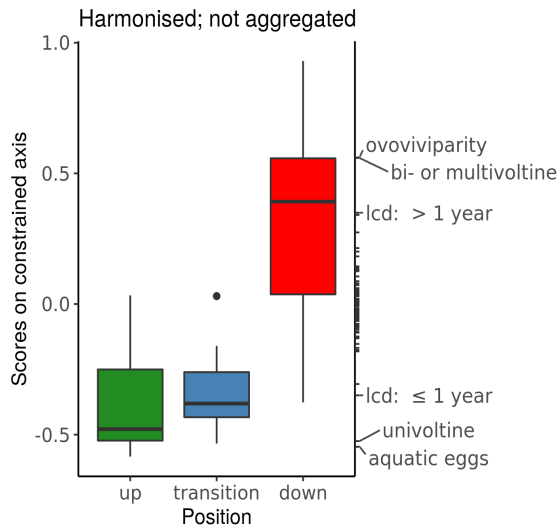 Harmonised; not aggregated
Scores on constrained axis
1.0
0.5
0.0
-0.5
up
transition
down
Position
ovoviviparity
bi- or multivoltine
lcd:  > 1 year
lcd:  ≤ 1 year
univoltine
aquatic eggs